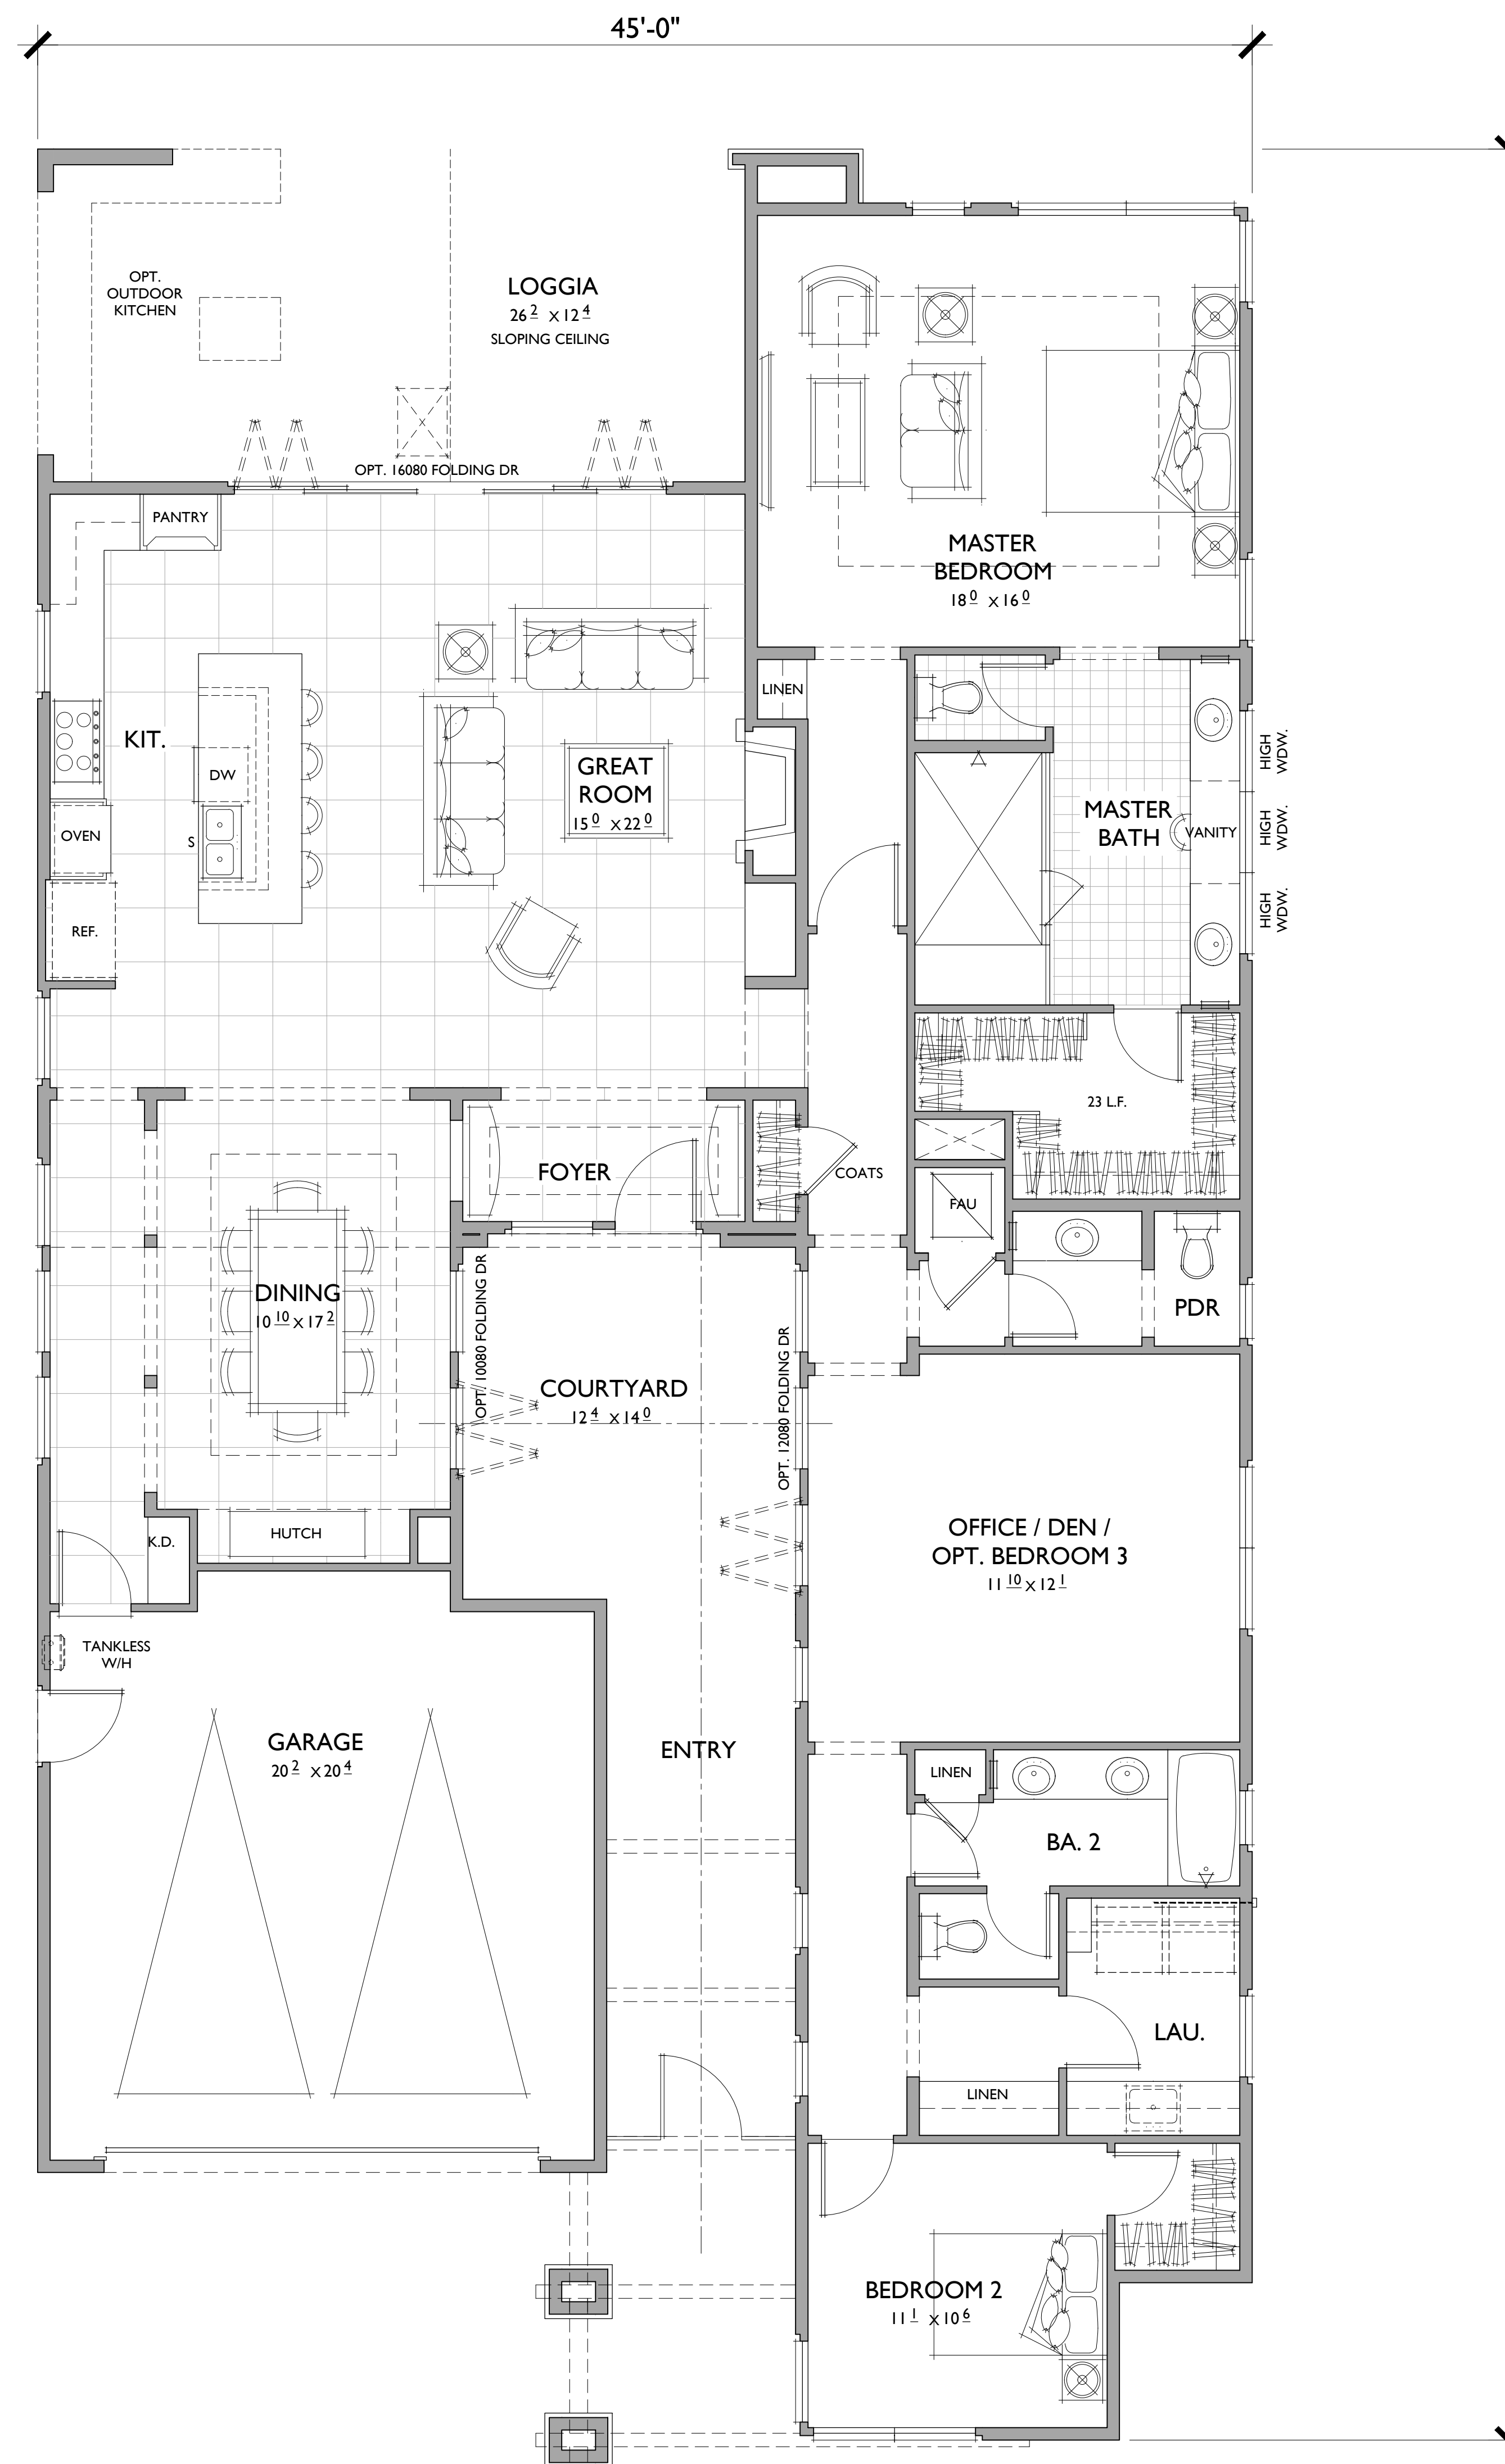 45'-0"
OPT.
OUTDOOR
KITCHEN
LOGGIA
26 2 X 12 4
SLOPING CEILING
OPT. 16080 FOLDING DR
PANTRY
MASTER
BEDROOM
18 0 X 16 0
LINEN
KIT.
DW
S
OVEN
REF.
GREAT
ROOM
15 0 X 22 0
MASTER
BATH
VANITY
HIGH
WDW.
HIGH
WDW.
HIGH
WDW.
23 L.F.
FOYER
COATS
FAU
PDR
DINING
10 10 X 17 2
OPT. 10080 FOLDING DR
COURTYARD
12 4 X 14 0
OPT. 12080 FOLDING DR
HUTCH
K.D.
OFFICE / DEN /
OPT. BEDROOM 3
11 10 X 12 1
TANKLESS
W/H
GARAGE
20 2 X 20 4
ENTRY
LINEN
BA. 2
LAU.
LINEN
BEDROOM 2
11 1 X 10 6